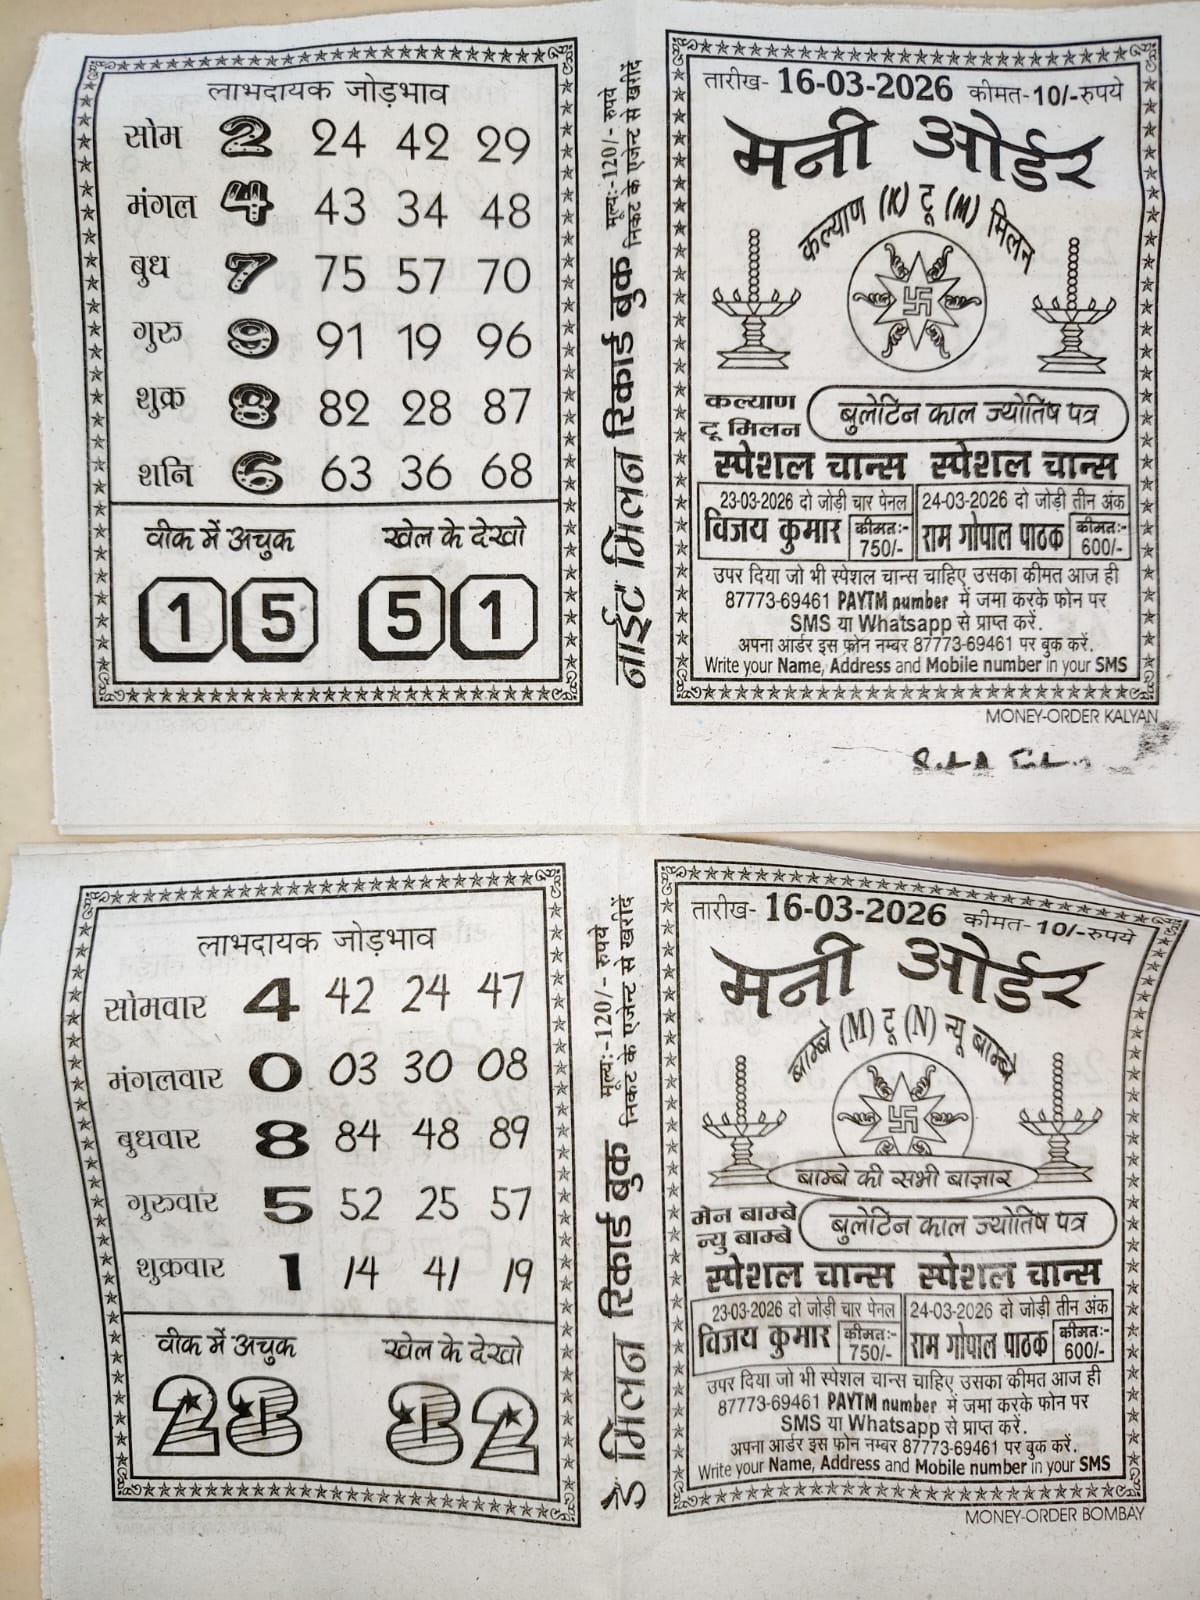 लाभदायक जोड़भाव
सोम 2 24 42 29
मंगल 4 43 34 48
बुध 7 75 57 70
गुरु 9 91 19 96
शुक्र 8 82 28 87
शनि 6 63 36 68
वीक में अचुक खेल के देखो
1 5 5 1
नाईट मिलन रिकार्ड बुक मूल्य:-120/- रुपये
निकट के एजेन्ट से खरीदें
तारीख- 16-03-2026 कीमत-10/-रुपये
मनी ओर्डर
कल्याण (K) टू (M) मिलन
कल्याण
टू मिलन
बुलेटिन काल ज्योतिष पत्र
स्पेशल चान्स स्पेशल चान्स
23-03-2026 दो जोड़ी चार पेनल
विजय कुमार कीमतः- 750/-
24-03-2026 दो जोड़ी तीन अंक
राम गोपाल पाठक कीमतः- 600/-
उपर दिया जो भी स्पेशल चान्स चाहिए उसका कीमत आज ही
87773-69461 PAYTM number में जमा करके फोन पर
SMS या Whatsapp से प्राप्त करें.
अपना आर्डर इस फ़ोन नम्बर 87773-69461 पर बुक करें.
Write your Name, Address and Mobile number in your SMS
MONEY-ORDER KALYAN
लाभदायक जोड़भाव
सोमवार 4 42 24 47
मंगलवार 0 03 30 08
बुधवार 8 84 48 89
गुरुवार 5 52 25 57
शुक्रवार 1 14 41 19
वीक में अचुक खेल के देखो
28 82
डे मिलन रिकार्ड बुक मूल्य:-120/- रुपये
निकट के एजेन्ट से खरीदें
तारीख- 16-03-2026 कीमत-10/-रुपये
मनी ओर्डर
बाम्बे (M) टू (N) न्यू बाम्बे
बाम्बे की सभी बाज़ार
मेन बाम्बे
न्यु बाम्बे
बुलेटिन काल ज्योतिष पत्र
स्पेशल चान्स स्पेशल चान्स
23-03-2026 दो जोड़ी चार पेनल
विजय कुमार कीमतः- 750/-
24-03-2026 दो जोड़ी तीन अंक
राम गोपाल पाठक कीमतः- 600/-
उपर दिया जो भी स्पेशल चान्स चाहिए उसका कीमत आज ही
87773-69461 PAYTM number में जमा करके फोन पर
SMS या Whatsapp से प्राप्त करें.
अपना आर्डर इस फोन नम्बर 87773-69461 पर बुक करें.
Write your Name, Address and Mobile number in your SMS
MONEY-ORDER BOMBAY